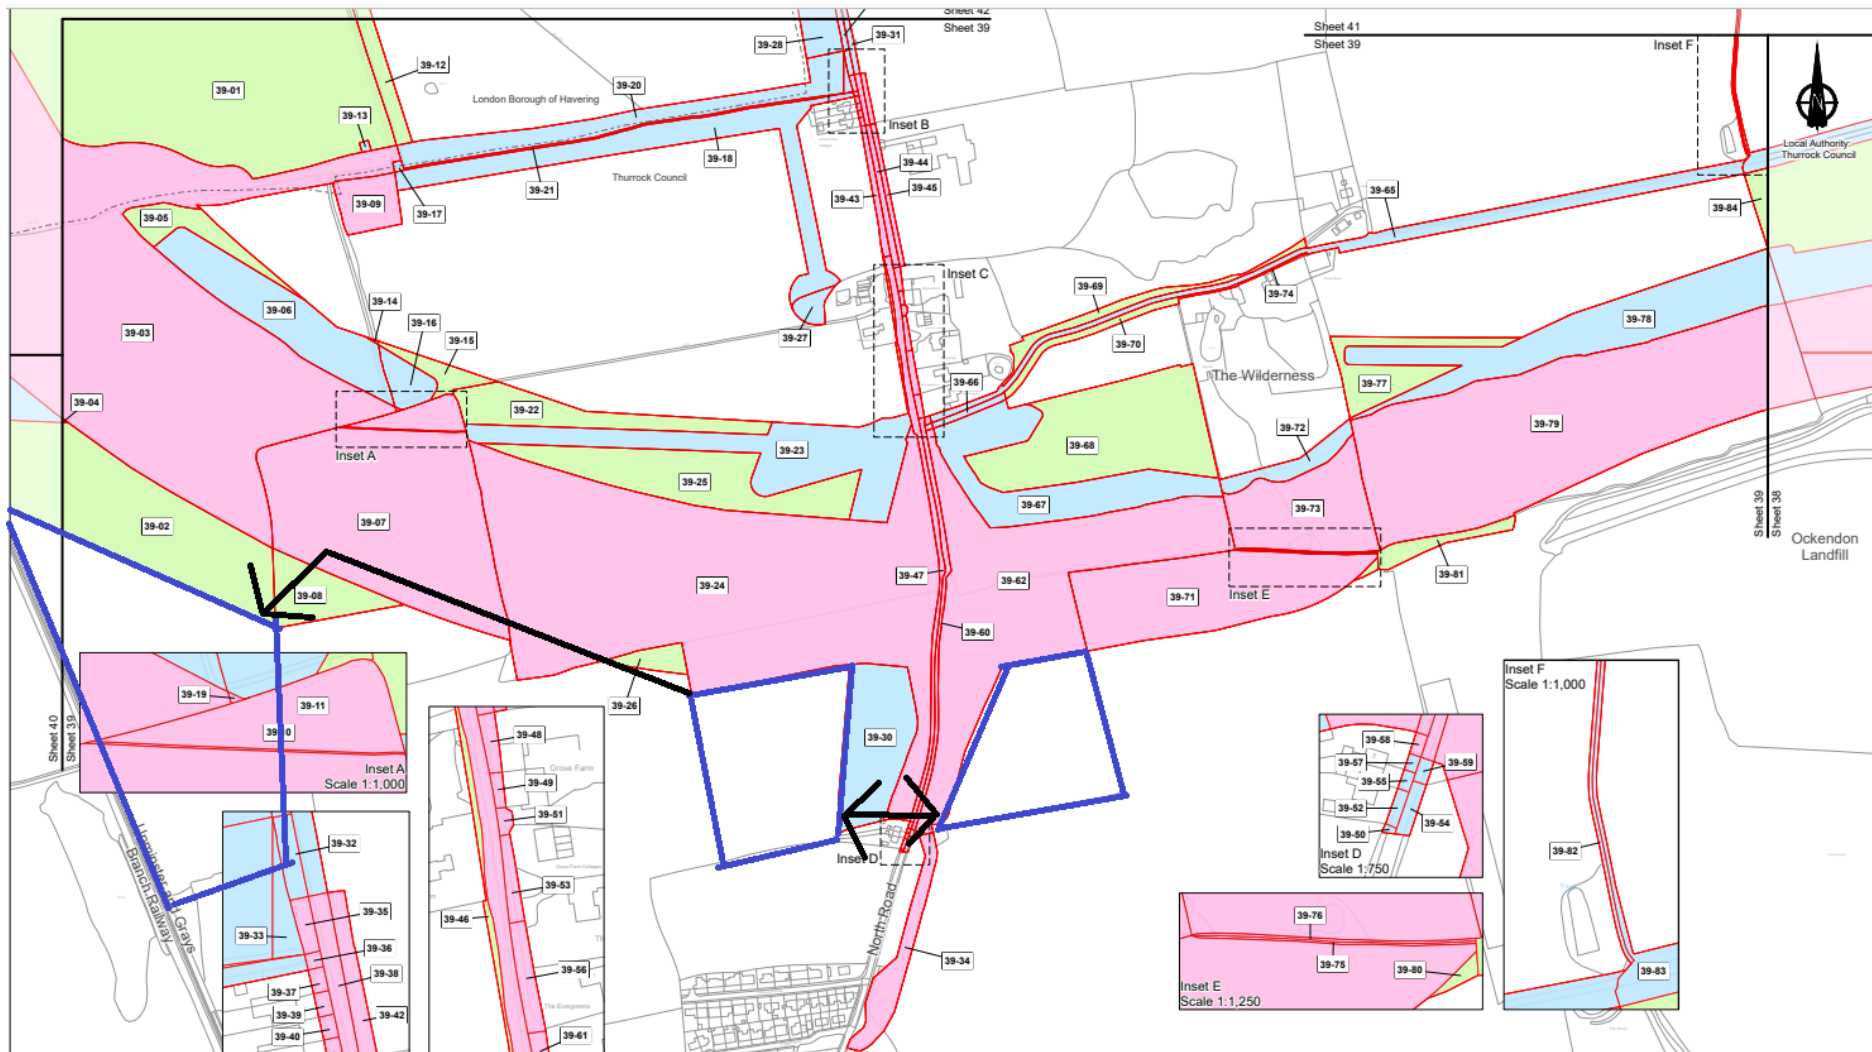 Sheet 42
Sheet 39
Sheet 41
Sheet 39
Inset F
N
Local Authority:
Thurrock Council
39-28
39-31
39-12
39-01
39-20
London Borough of Havering
39-13
Inset B
39-18
39-44
39-45
39-21
Thurrock Council
39-43
39-09
39-17
39-65
39-84
39-05
Inset C
39-69
39-74
39-14
39-06
39-16
39-15
39-27
39-70
39-78
39-03
39-66
The Wilderness
39-77
39-04
39-22
Inset A
39-23
39-68
39-72
39-79
39-25
39-67
39-73
39-02
39-07
Sheet 39
Sheet 38
Ockendon
Landfill
39-24
39-47
39-62
39-71
Inset E
39-81
39-08
39-60
39-26
39-30
Inset D
North Road
39-34
Sheet 40
Sheet 39
Upminster and Grays
Branch Railway
39-19
39-11
39-10
Inset A
Scale 1:1,000
39-32
39-35
39-33
39-36
39-38
39-37
39-39
39-42
39-40
39-48
Grove Farm
39-49
39-51
Grove Farm Cottages
39-53
39-46
39-56
The Evergreens
39-61
39-58
39-57
39-59
39-55
39-52
39-54
39-50
Inset D
Scale 1:750
39-76
39-75
39-80
Inset E
Scale 1:1,250
Inset F
Scale 1:1,000
39-82
39-83